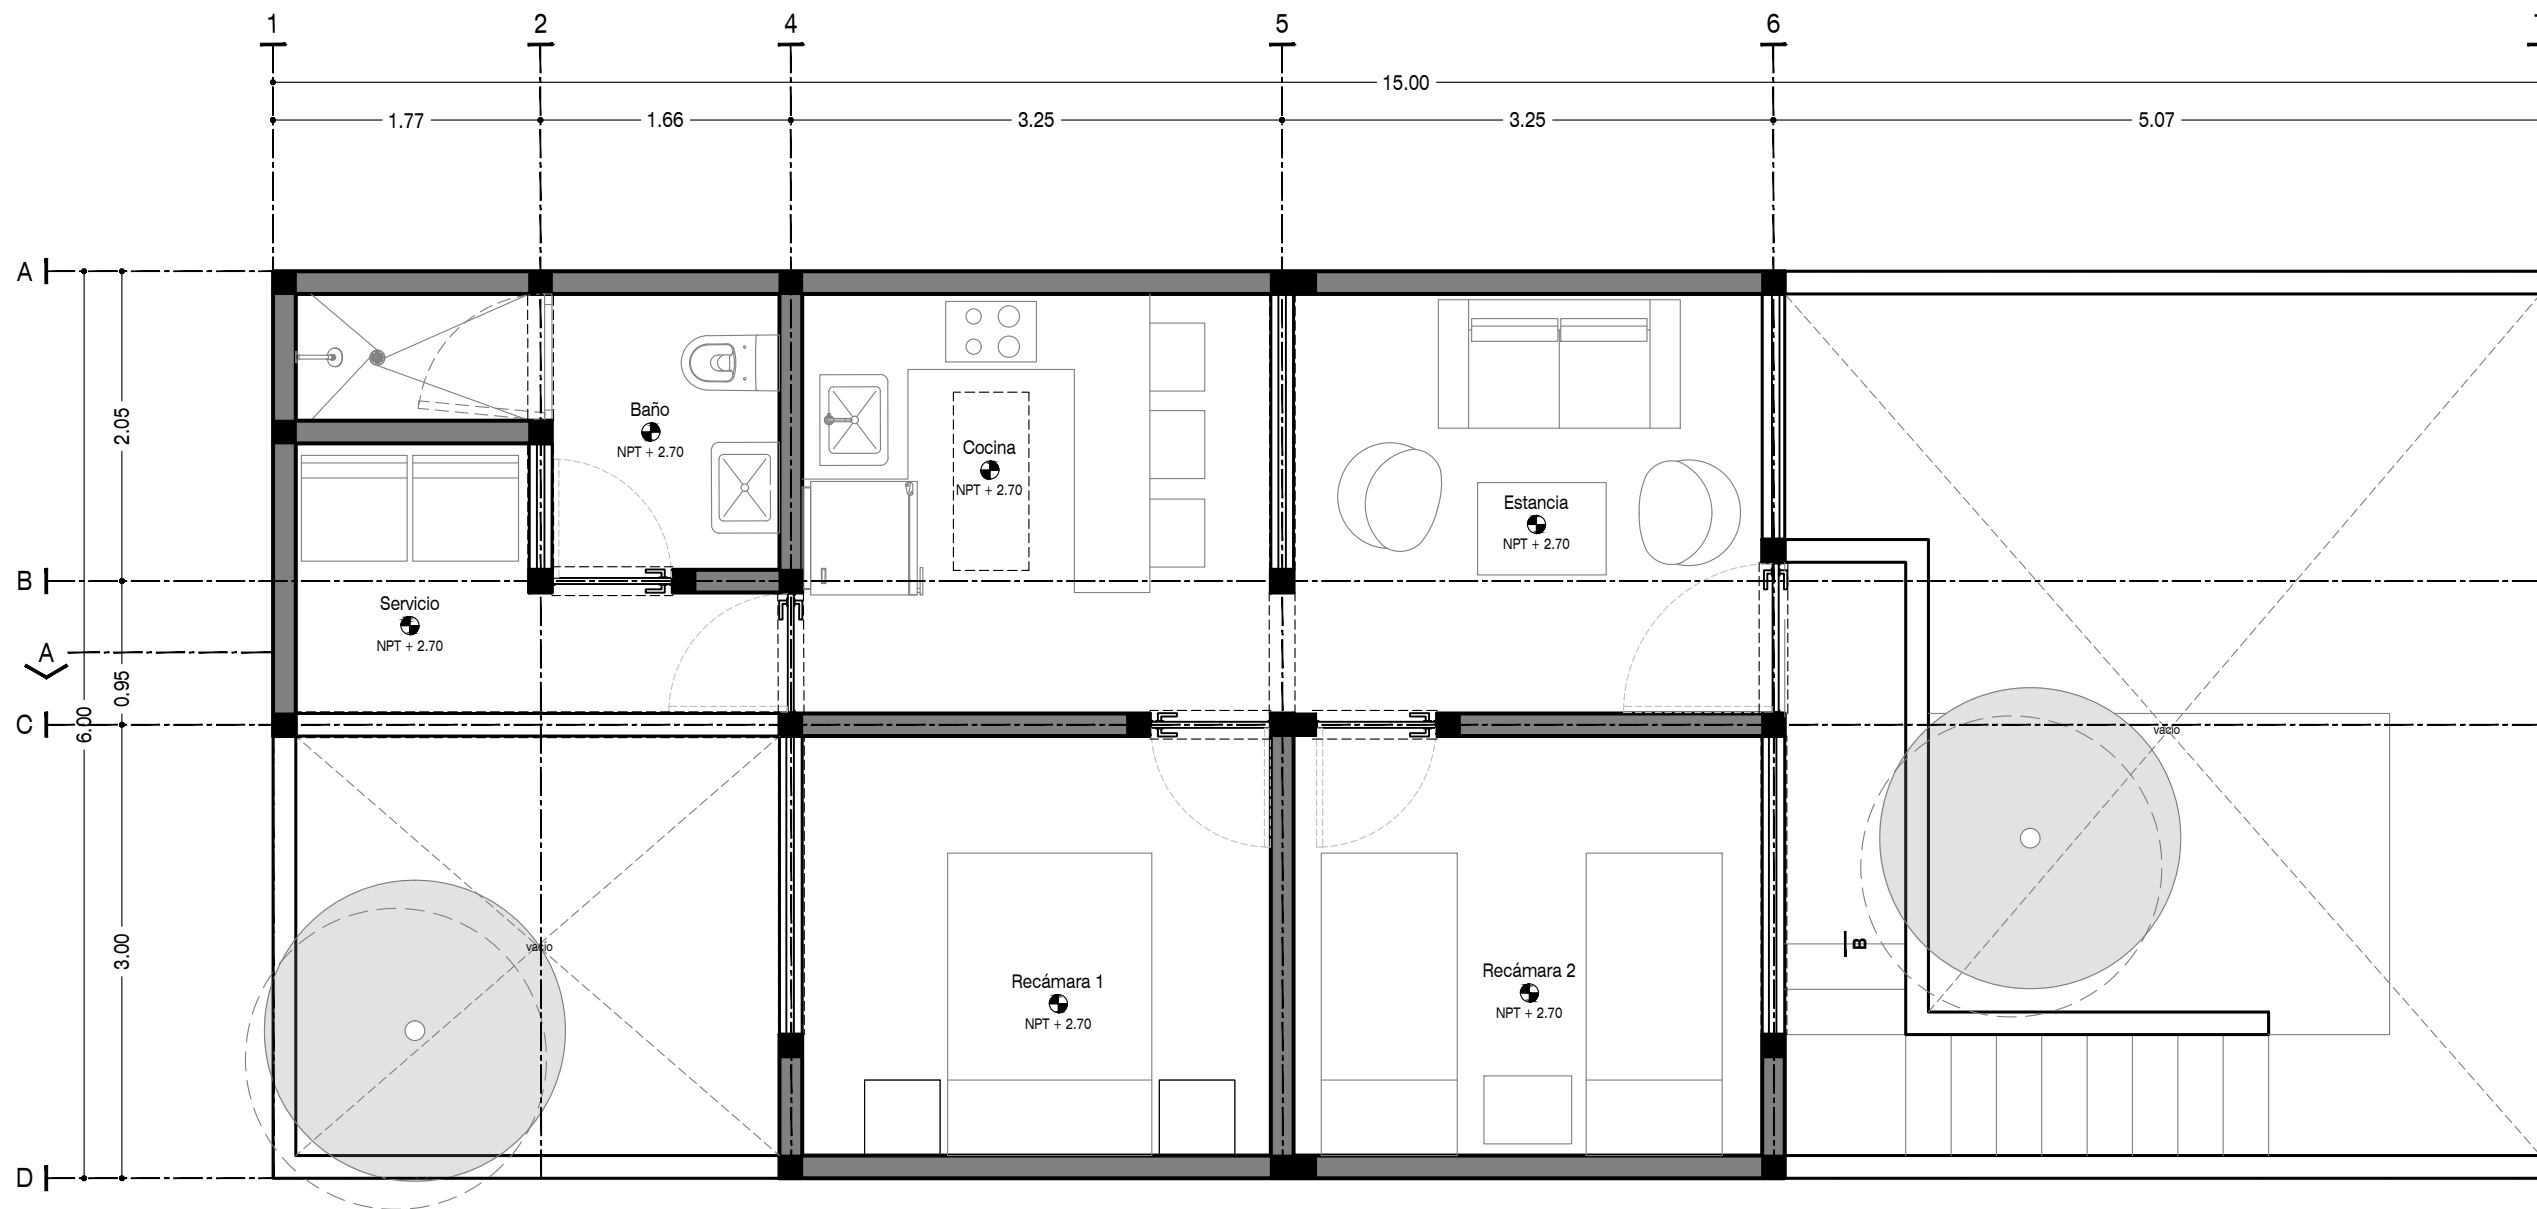 1 2 4 5 6
15.00
1.77 1.66 3.25 3.25 5.07
A
2.05
B
A
0.95
6.00
C
3.00
D
Baño
NPT + 2.70
Cocina
NPT + 2.70
Estancia
NPT + 2.70
Servicio
NPT + 2.70
vacío
vacío
B
Recámara 1
NPT + 2.70
Recámara 2
NPT + 2.70